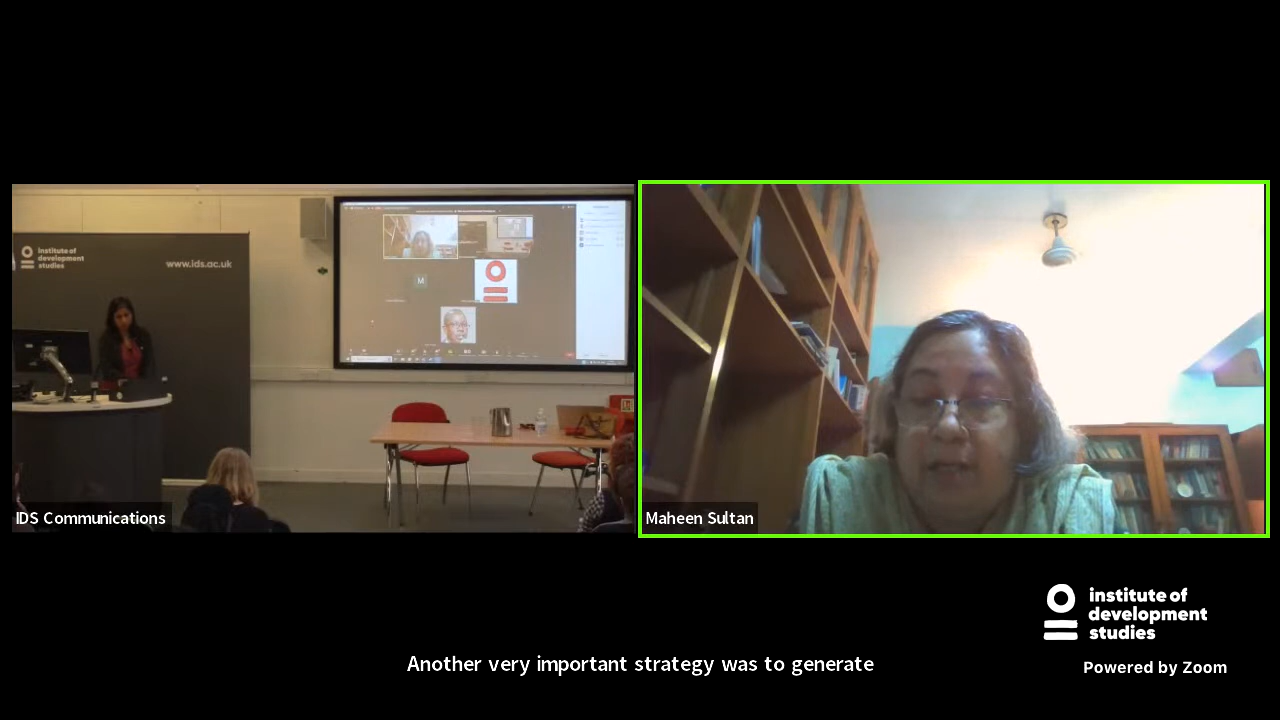 institute of
development
studies
www.ids.ac.uk
M
IDS Communications
Maheen Sultan
institute of
development
studies
Powered by Zoom
Another very important strategy was to generate